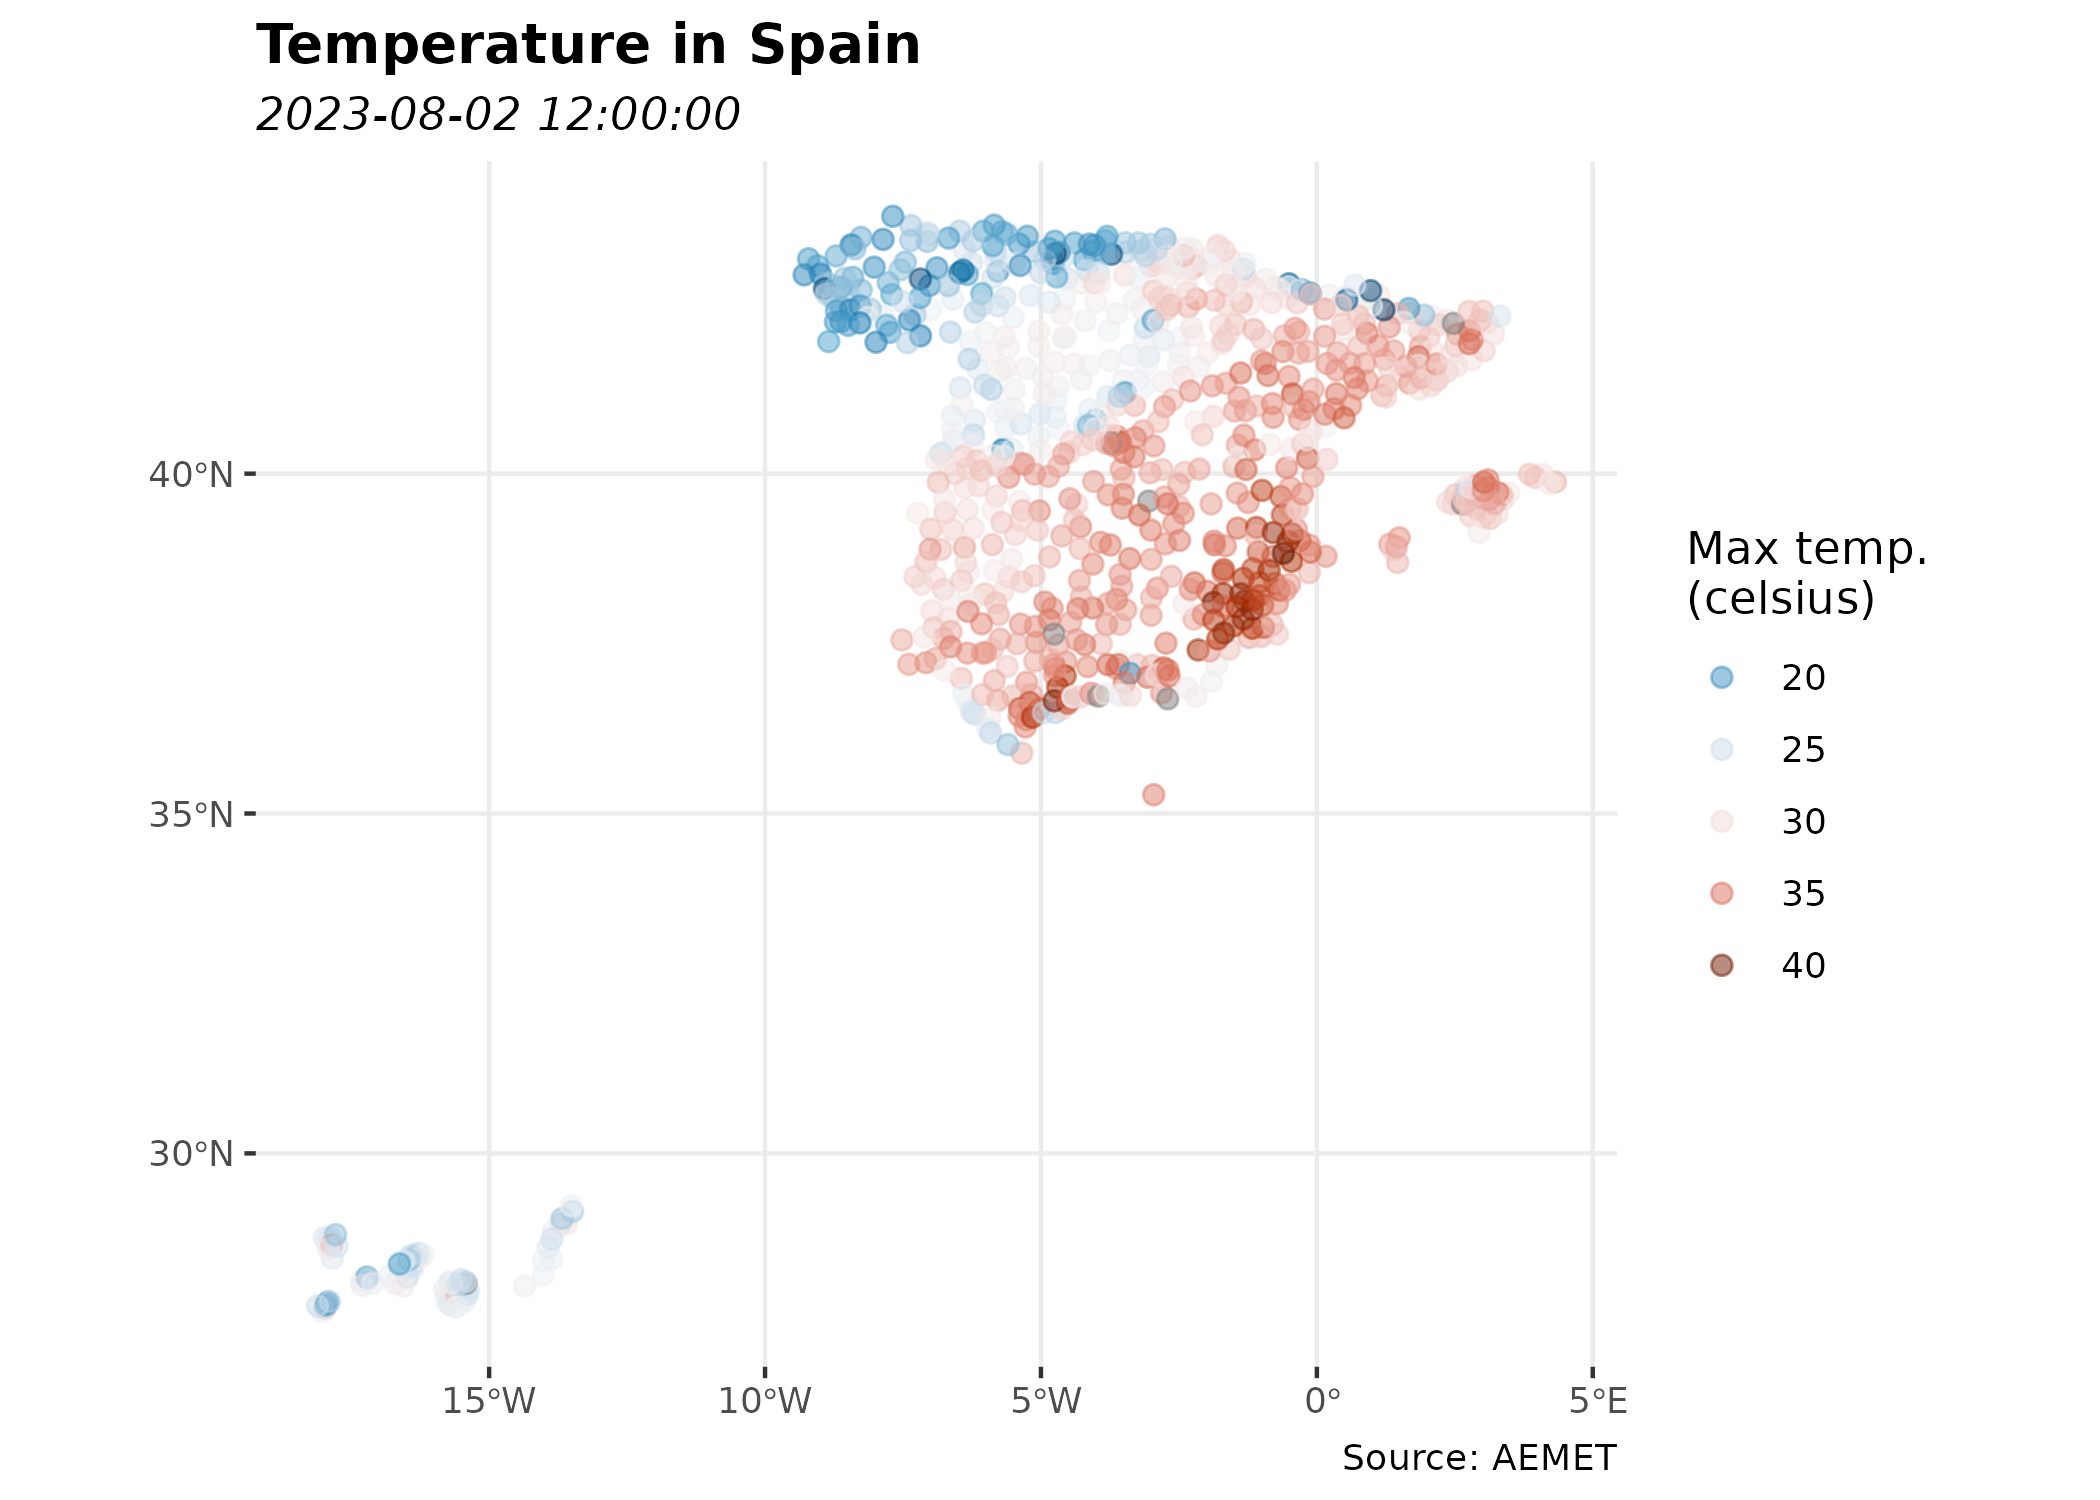 Temperature in Spain
2023-08-02 12:00:00
40°N
35°N
30°N
15°W
10°W
5°W
0°
5°E
Max temp.
(celsius)
20
25
30
35
40
Source: AEMET